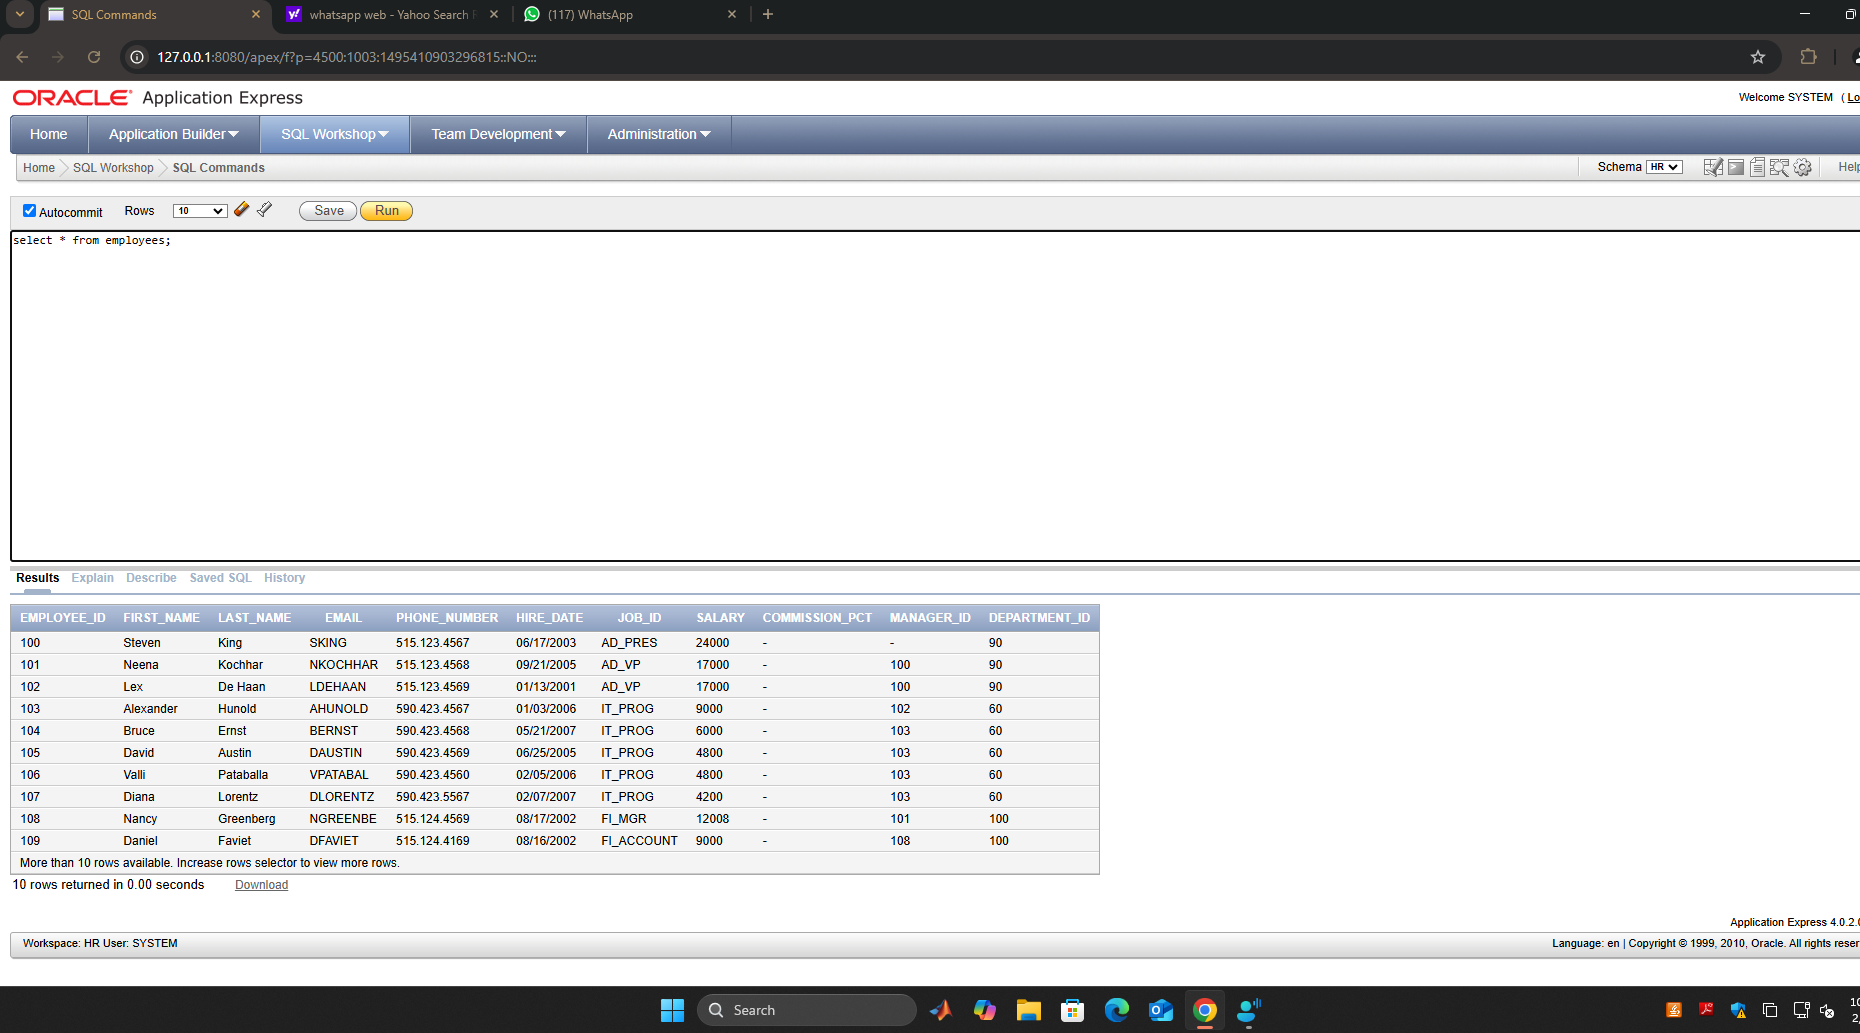 SQL Commands
whatsapp web - Yahoo Search
(117) WhatsApp
127.0.0.1:8080/apex/f?p=4500:1003:1495410903296815::NO:::
ORACLE Application Express
Welcome SYSTEM ( Lo
Home Application Builder SQL Workshop Team Development Administration
Home SQL Workshop SQL Commands Schema HR Help
Autocommit Rows 10 Save Run
select * from employees;
Results Explain Describe Saved SQL History
EMPLOYEE_ID FIRST_NAME LAST_NAME EMAIL PHONE_NUMBER HIRE_DATE JOB_ID SALARY COMMISSION_PCT MANAGER_ID DEPARTMENT_ID
100 Steven King SKING 515.123.4567 06/17/2003 AD_PRES 24000 - - 90
101 Neena Kochhar NKOCHHAR 515.123.4568 09/21/2005 AD_VP 17000 - 100 90
102 Lex De Haan LDEHAAN 515.123.4569 01/13/2001 AD_VP 17000 - 100 90
103 Alexander Hunold AHUNOLD 590.423.4567 01/03/2006 IT_PROG 9000 - 102 60
104 Bruce Ernst BERNST 590.423.4568 05/21/2007 IT_PROG 6000 - 103 60
105 David Austin DAUSTIN 590.423.4569 06/25/2005 IT_PROG 4800 - 103 60
106 Valli Pataballa VPATABAL 590.423.4560 02/05/2006 IT_PROG 4800 - 103 60
107 Diana Lorentz DLORENTZ 590.423.5567 02/07/2007 IT_PROG 4200 - 103 60
108 Nancy Greenberg NGREENBE 515.124.4569 08/17/2002 FI_MGR 12008 - 101 100
109 Daniel Faviet DFAVIET 515.124.4169 08/16/2002 FI_ACCOUNT 9000 - 108 100
More than 10 rows available. Increase rows selector to view more rows.
10 rows returned in 0.00 seconds Download
Application Express 4.0.2.0
Workspace: HR User: SYSTEM Language: en | Copyright © 1999, 2010, Oracle. All rights reser
Search